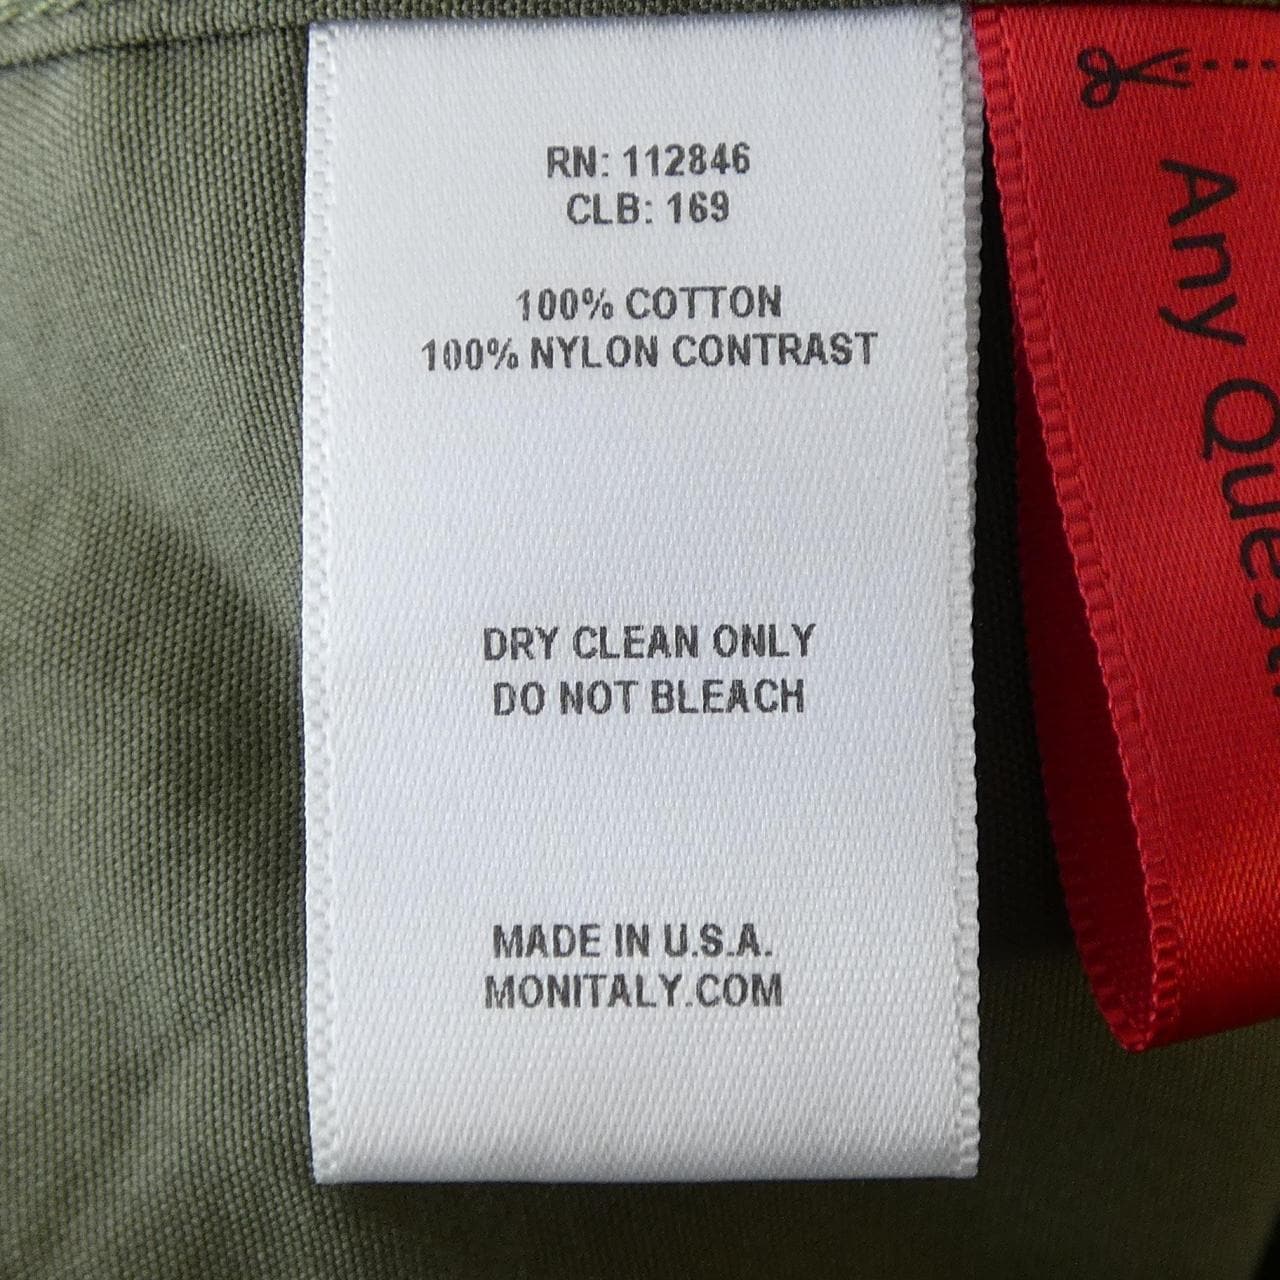 RN: 112846
CLB: 169
100% COTTON
100% NYLON CONTRAST
DRY CLEAN ONLY
DO NOT BLEACH
MADE IN U.S.A.
MONITALY.COM
Any